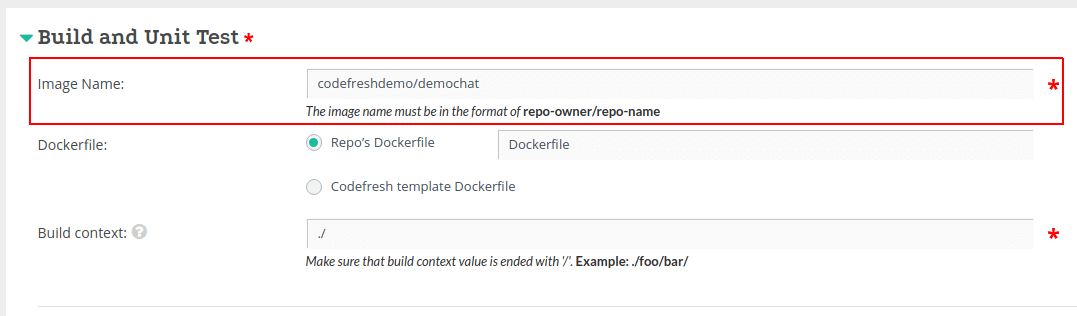 Build and Unit Test *
Image Name: codefreshdemo/demochat *
The image name must be in the format of repo-owner/repo-name
Dockerfile: Repo's Dockerfile Dockerfile
Codefresh template Dockerfile
Build context: ? ./ *
Make sure that build context value is ended with '/'. Example: ./foo/bar/